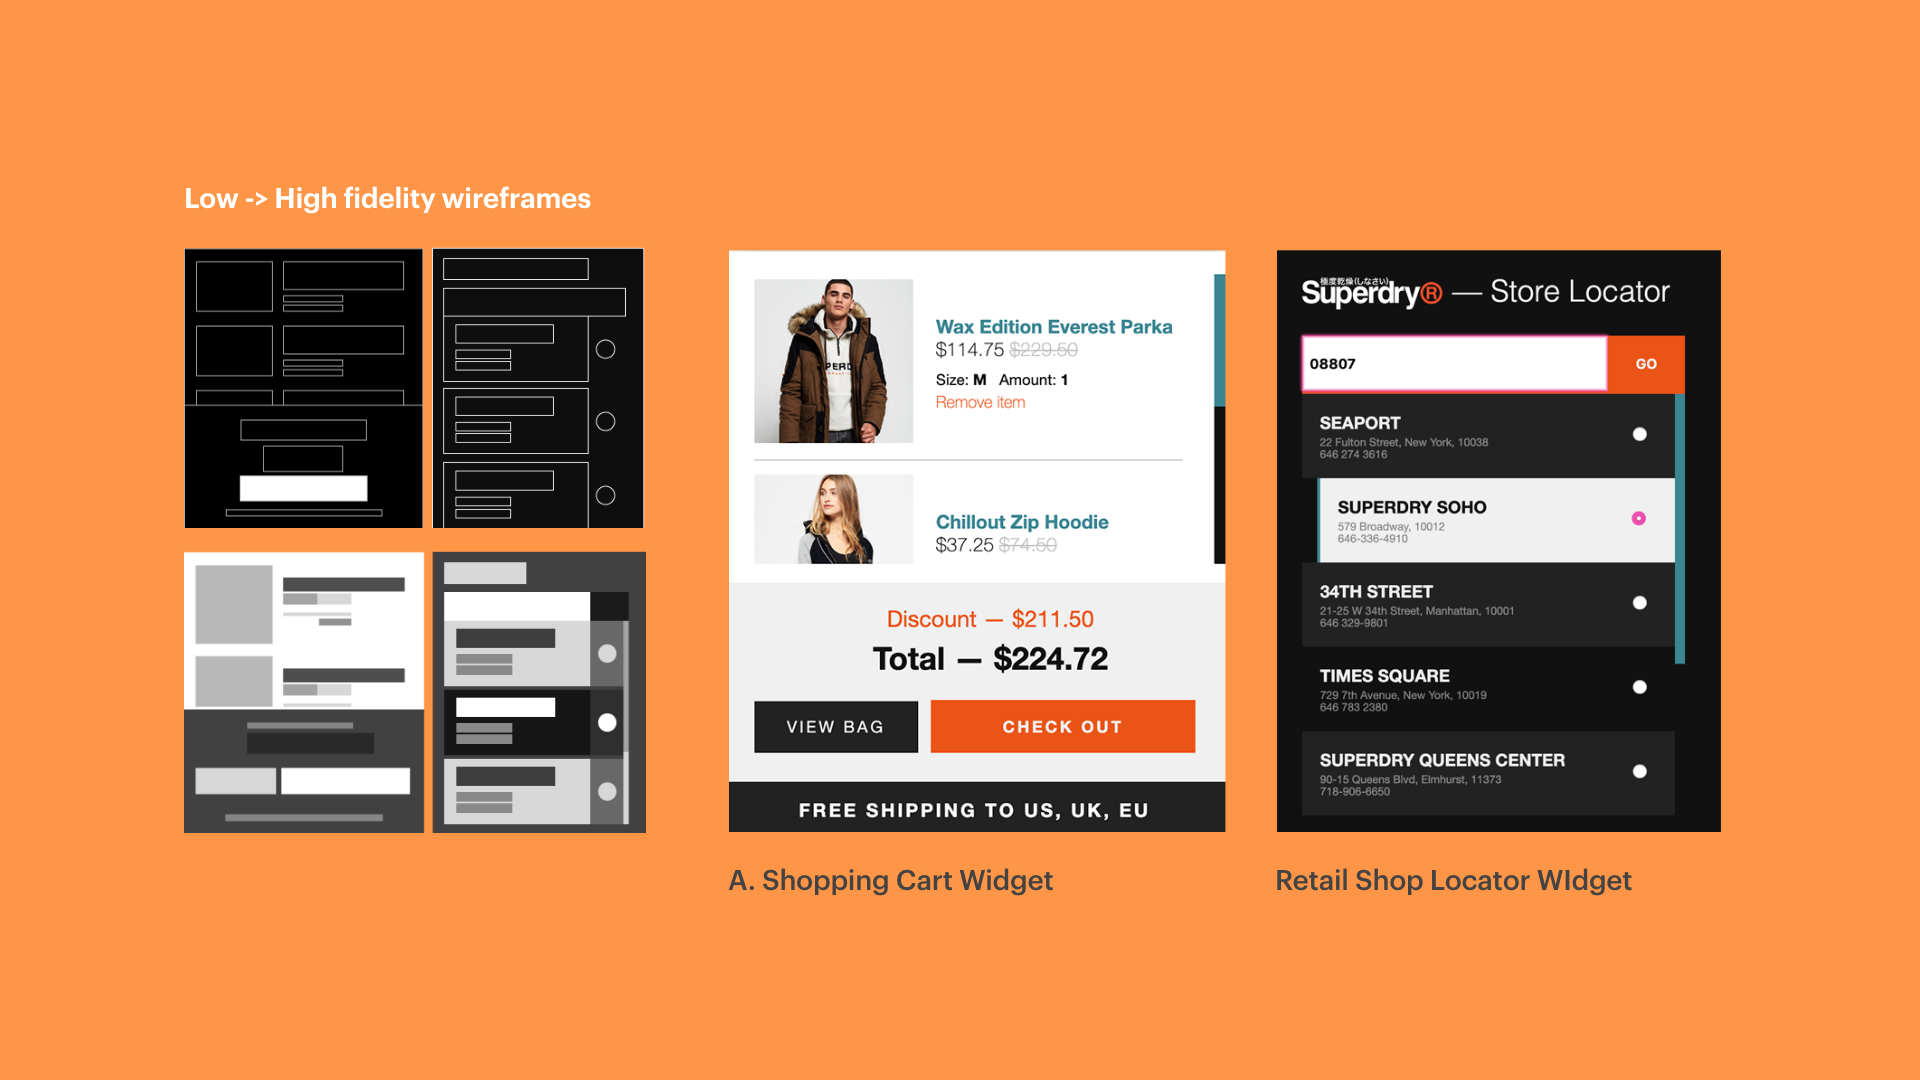 Low -> High fidelity wireframes
Wax Edition Everest Parka
$114.75 $229.50
Size: M Amount: 1
Remove item
Chillout Zip Hoodie
$37.25 $74.50
Discount — $211.50
Total — $224.72
VIEW BAG
CHECK OUT
FREE SHIPPING TO US, UK, EU
A. Shopping Cart Widget
極度乾燥(しなさい)
Superdry® — Store Locator
08807
GO
SEAPORT
22 Fulton Street, New York, 10038
646 274 3616
SUPERDRY SOHO
579 Broadway, 10012
646-336-4910
34TH STREET
21-25 W 34th Street, Manhattan, 10001
646 329-9801
TIMES SQUARE
729 7th Avenue, New York, 10019
646 783 2380
SUPERDRY QUEENS CENTER
90-15 Queens Blvd, Elmhurst, 11373
718-906-6650
Retail Shop Locator WIdget